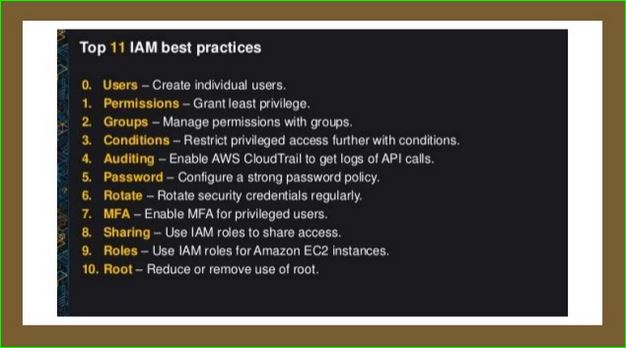 Top 11 IAM best practices
0. Users – Create individual users.
1. Permissions – Grant least privilege.
2. Groups – Manage permissions with groups.
3. Conditions – Restrict privileged access further with conditions.
4. Auditing – Enable AWS CloudTrail to get logs of API calls.
5. Password – Configure a strong password policy.
6. Rotate – Rotate security credentials regularly.
7. MFA – Enable MFA for privileged users.
8. Sharing – Use IAM roles to share access.
9. Roles – Use IAM roles for Amazon EC2 instances.
10. Root – Reduce or remove use of root.